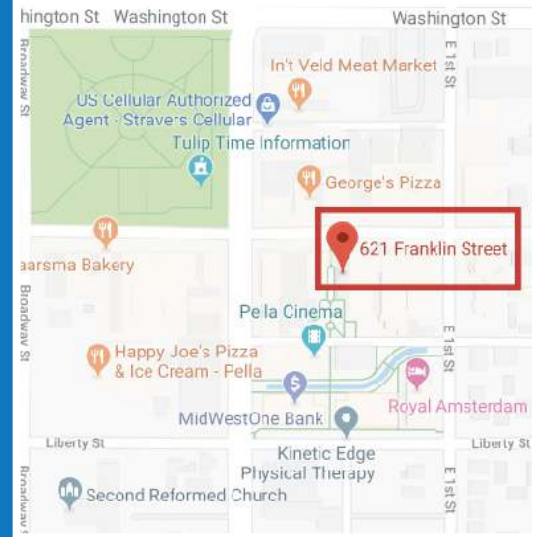 hington St
Washington St
Washington St
Broadway St
E 1st St
In't Veld Meat Market
US Cellular Authorized
Agent - Stravers Cellular
Tulip Time Information
George's Pizza
621 Franklin Street
aarsma Bakery
Broadway St
Pella Cinema
E 1st St
Happy Joe's Pizza
& Ice Cream - Pella
Royal Amsterdam
MidWestOne Bank
Liberty St
Liberty St
Kinetic Edge
Physical Therapy
Broadway S
E 1st St
Second Reformed Church